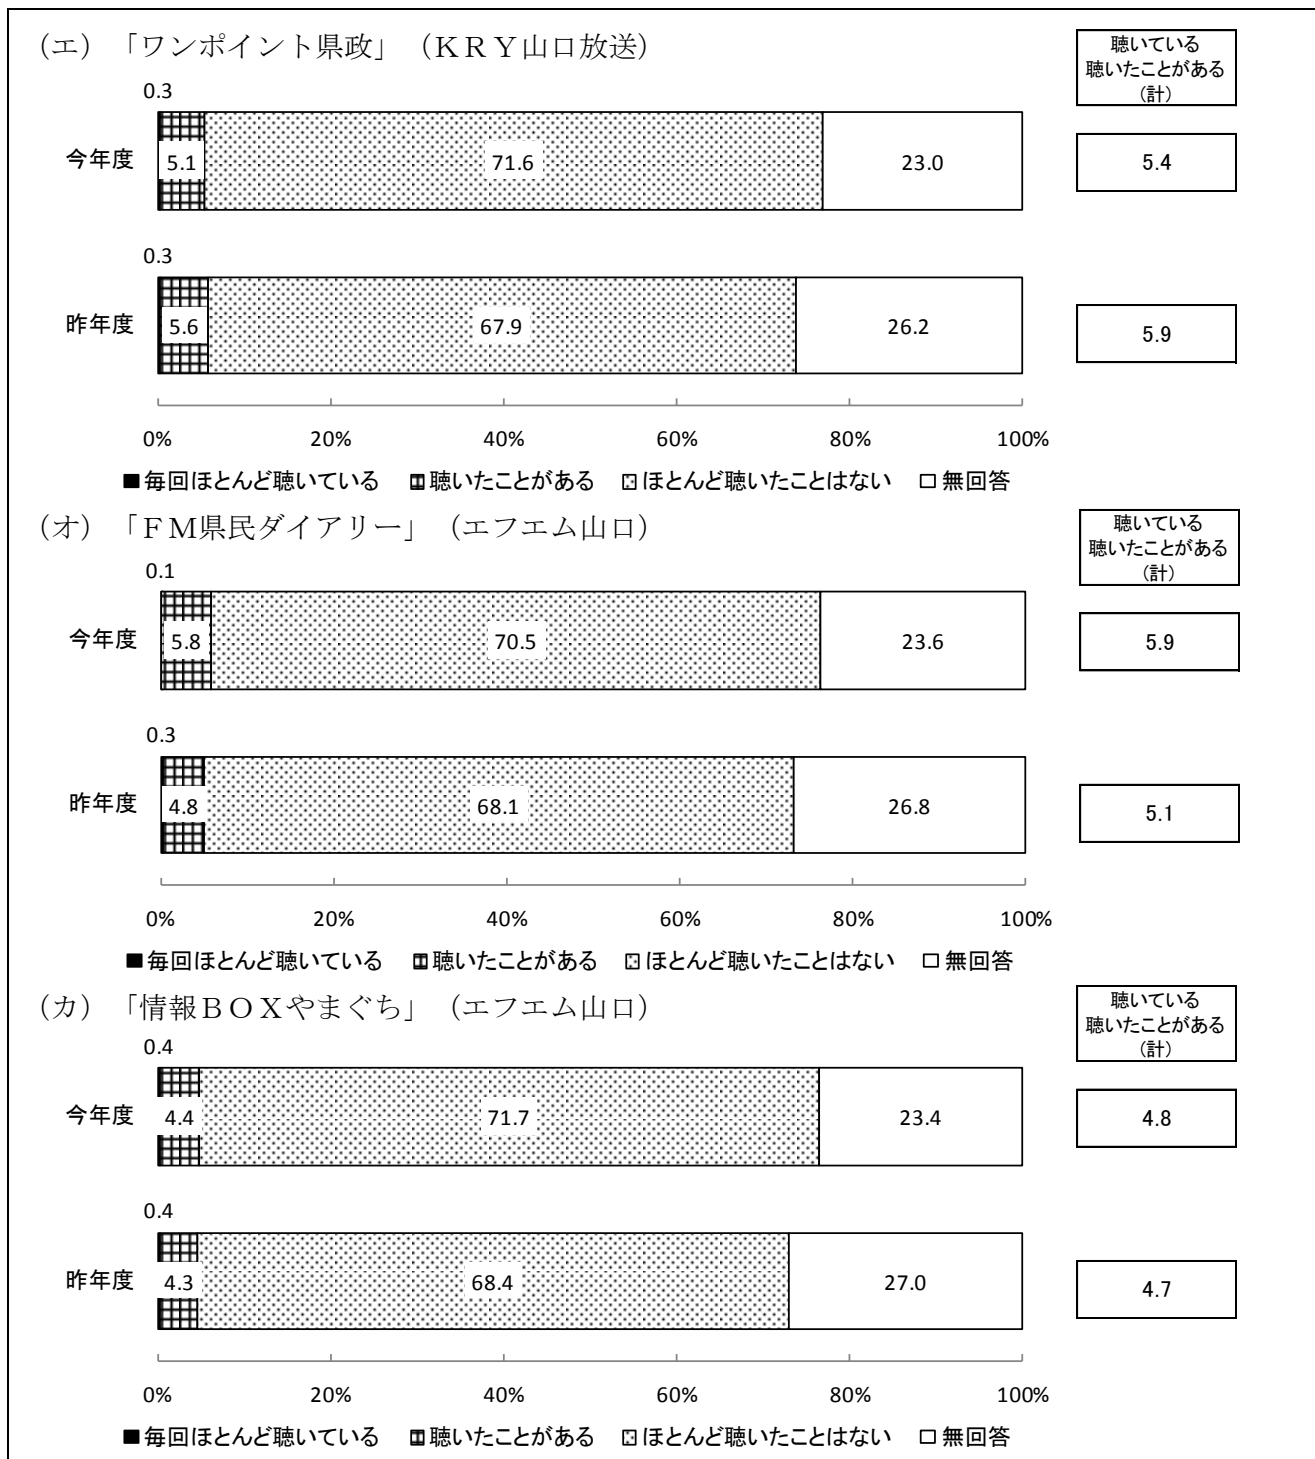 （エ）「ワンポイント県政」（ＫＲＹ山口放送）
聴いている
聴いたことがある
(計)
0.3
今年度 5.1 71.6 23.0 5.4
0.3
昨年度 5.6 67.9 26.2 5.9
0% 20% 40% 60% 80% 100%
■毎回ほとんど聴いている 聴いたことがある ほとんど聴いたことはない □無回答
（オ）「ＦＭ県民ダイアリー」（エフエム山口）
聴いている
聴いたことがある
(計)
0.1
今年度 5.8 70.5 23.6 5.9
0.3
昨年度 4.8 68.1 26.8 5.1
0% 20% 40% 60% 80% 100%
■毎回ほとんど聴いている 聴いたことがある ほとんど聴いたことはない □無回答
（カ）「情報ＢＯＸやまぐち」（エフエム山口）
聴いている
聴いたことがある
(計)
0.4
今年度 4.4 71.7 23.4 4.8
0.4
昨年度 4.3 68.4 27.0 4.7
0% 20% 40% 60% 80% 100%
■毎回ほとんど聴いている 聴いたことがある ほとんど聴いたことはない □無回答